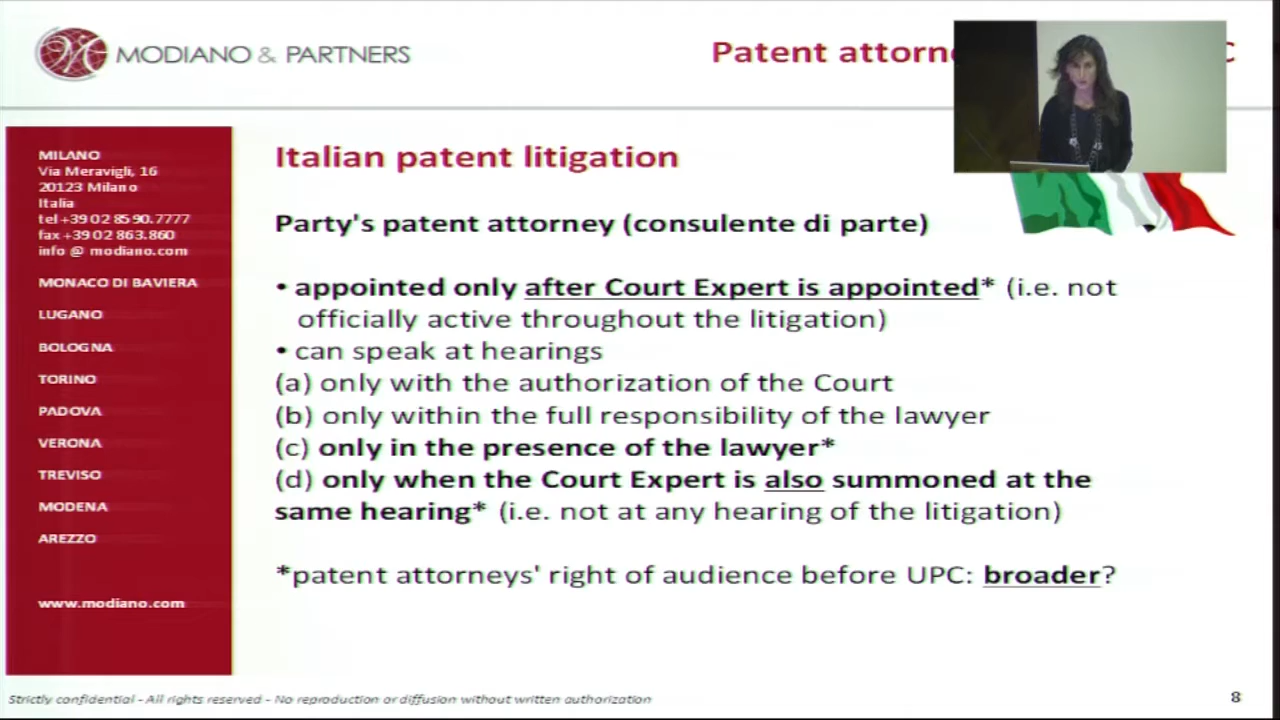 MODIANO & PARTNERS
Patent attorne
C
MILANO
Via Meravigli, 16
20123 Milano
Italia
tel +39 02 85 90.7777
fax +39 02 863.860
info @ modiano.com
MONACO DI BAVIERA
LUGANO
BOLOGNA
TORINO
PADOVA
VERONA
TREVISO
MODENA
AREZZO
www.modiano.com
Italian patent litigation
Party's patent attorney (consulente di parte)
• appointed only after Court Expert is appointed* (i.e. not
officially active throughout the litigation)
• can speak at hearings
(a) only with the authorization of the Court
(b) only within the full responsibility of the lawyer
(c) only in the presence of the lawyer*
(d) only when the Court Expert is also summoned at the
same hearing* (i.e. not at any hearing of the litigation)
*patent attorneys' right of audience before UPC: broader?
Strictly confidential - All rights reserved - No reproduction or diffusion without written authorization
8